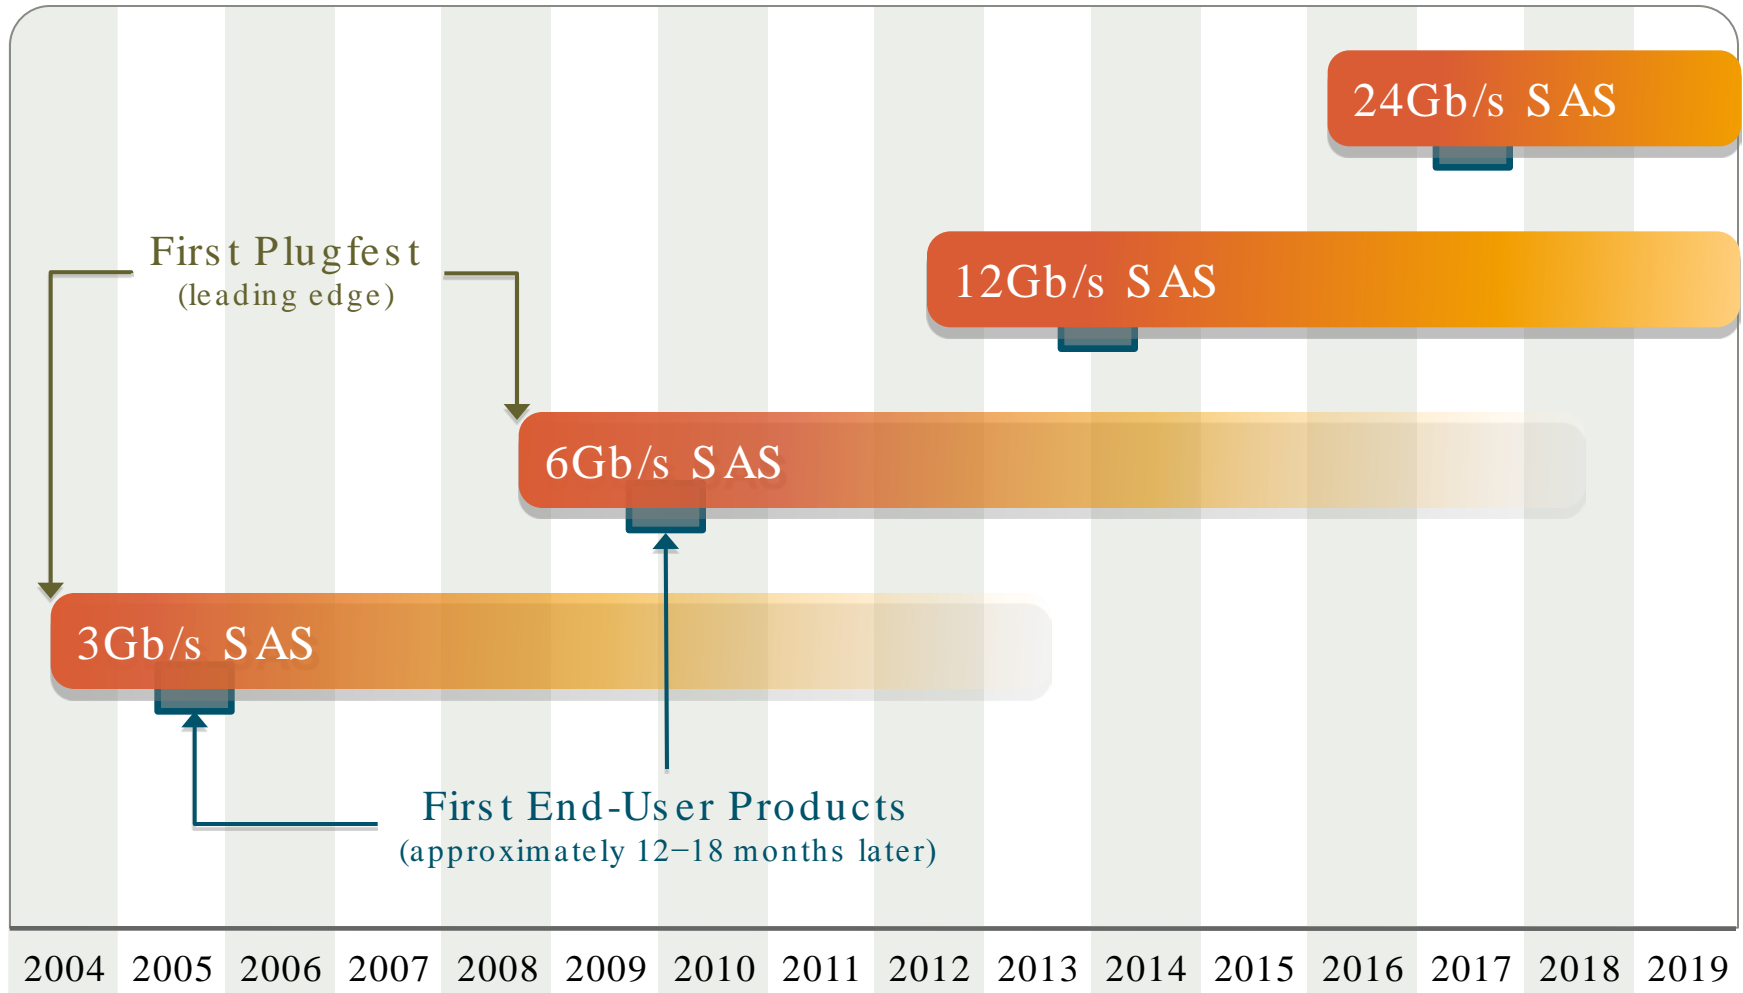 24Gb/s SAS
12Gb/s SAS
First Plugfest
(leading edge)
6Gb/s SAS
3Gb/s SAS
First End-User Products
(approximately 12–18 months later)
2004 2005 2006 2007 2008 2009 2010 2011 2012 2013 2014 2015 2016 2017 2018 2019